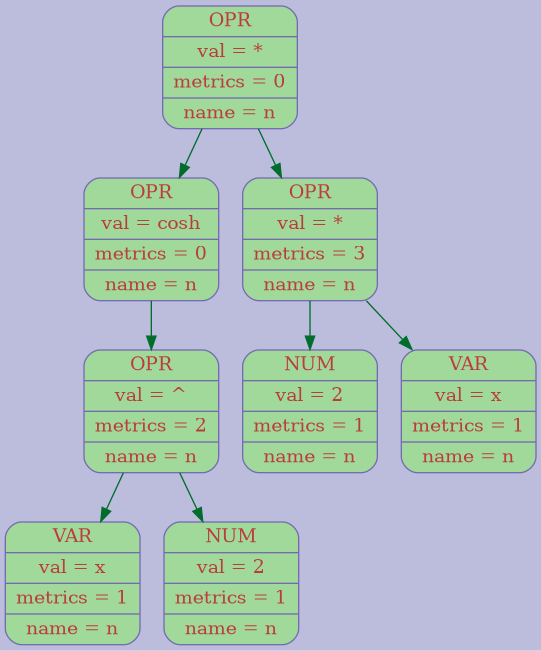 OPR
val = *
metrics = 0
name = n
OPR
val = cosh
metrics = 0
name = n
OPR
val = *
metrics = 3
name = n
OPR
val = ^
metrics = 2
name = n
NUM
val = 2
metrics = 1
name = n
VAR
val = x
metrics = 1
name = n
VAR
val = x
metrics = 1
name = n
NUM
val = 2
metrics = 1
name = n